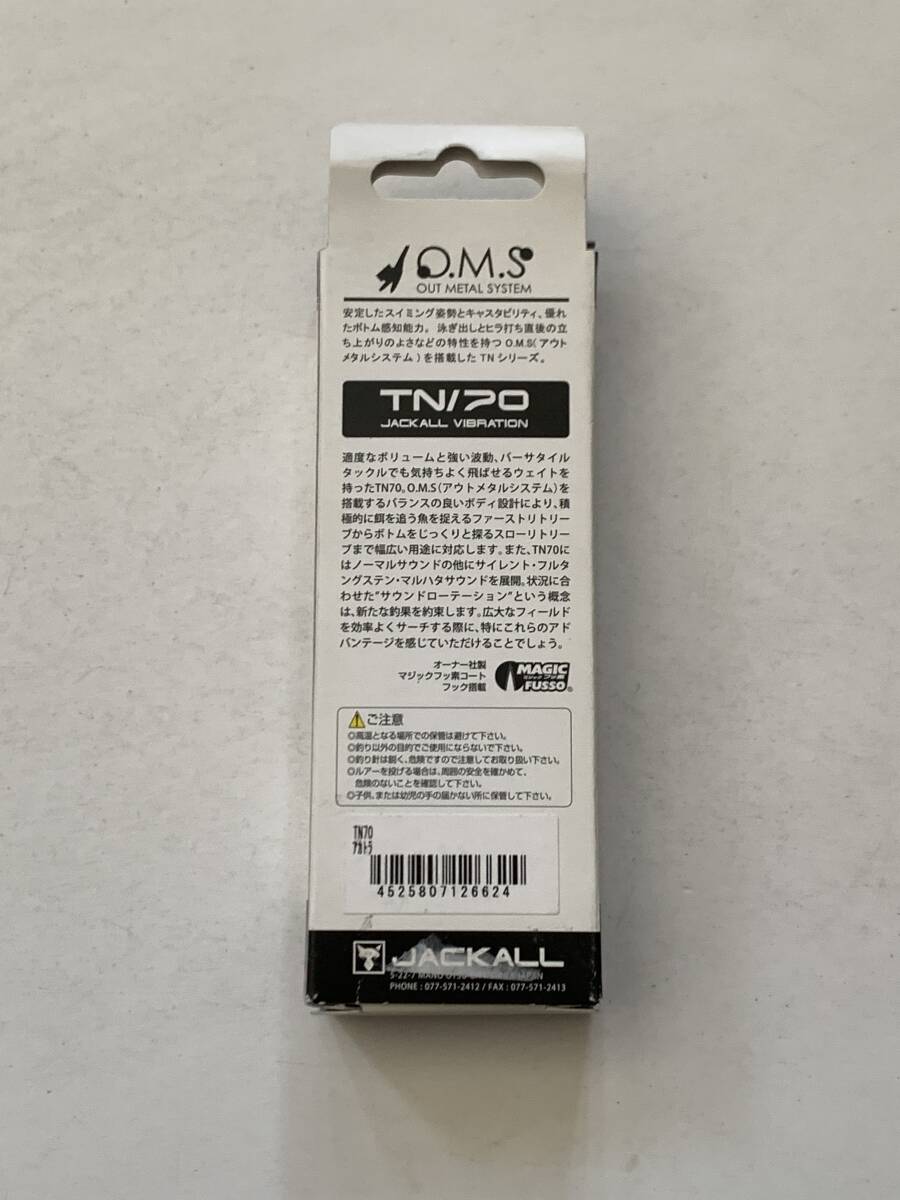 O.M.S
OUT METAL SYSTEM
安定したスイミング姿勢とキャスタビリティ、優れ
たボトム感知能力。泳ぎ出しとヒラ打ち直後の立
ち上がりのよさなどの特性を持つ O.M.S(アウト
メタルシステム)を搭載した TN シリーズ。
TN/70
JACKALL VIBRATION
適度なボリュームと強い波動、バーサタイル
タックルでも気持ちよく飛ばせるウェイトを
持ったTN70。O.M.S(アウトメタルシステム)を
搭載するバランスの良いボディ設計により、積
極的に餌を追う魚を捉えるファーストリトリー
ブからボトムをじっくりと探るスローリトリー
ブまで幅広い用途に対応します。また、TN70に
はノーマルサウンドの他にサイレント・フルタ
ングステン・マルハタサウンドを展開。状況に合
わせた"サウンドローテーション"という概念
は、新たな釣果を約束します。広大なフィールド
を効率よくサーチする際に、特にこれらのアド
バンテージを感じていただけることでしょう。
オーナー社製
マジックフッ素コート
フック搭載
MAGIC
マジックフッ素
FUSSO®
ご注意
◎高温となる場所での保管は避けて下さい。
◎釣り以外の目的でご使用にならないで下さい。
◎釣り針は鋭く、危険ですので注意してお取り扱い下さい。
◎ルアーを投げる場合は、周囲の安全を確かめて、
危険のないことを確認して下さい。
◎子供、または幼児の手の届かない所に保管して下さい。
TN70
アカトラ
4525807126624
JACKALL
JAPAN
PHONE : 077-571-2412 / FAX : 077-571-2413